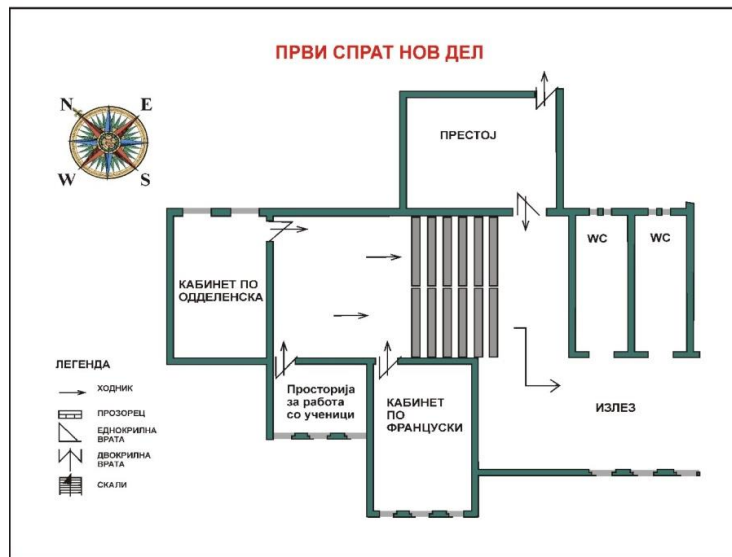 ПРВИ СПРАТ НОВ ДЕЛ
N
E
W
S
ПРЕСТОЈ
WC
WC
КАБИНЕТ ПО
ОДДЕЛЕНСКА
ЛЕГЕНДА
ХОДНИК
ПРОЗОРЕЦ
ЕДНОКРИЛНА
ВРАТА
ДВОКРИЛНА
ВРАТА
СКАЛИ
Просторија
за работа
со ученици
КАБИНЕТ
ПО
ФРАНЦУСКИ
ИЗЛЕЗ